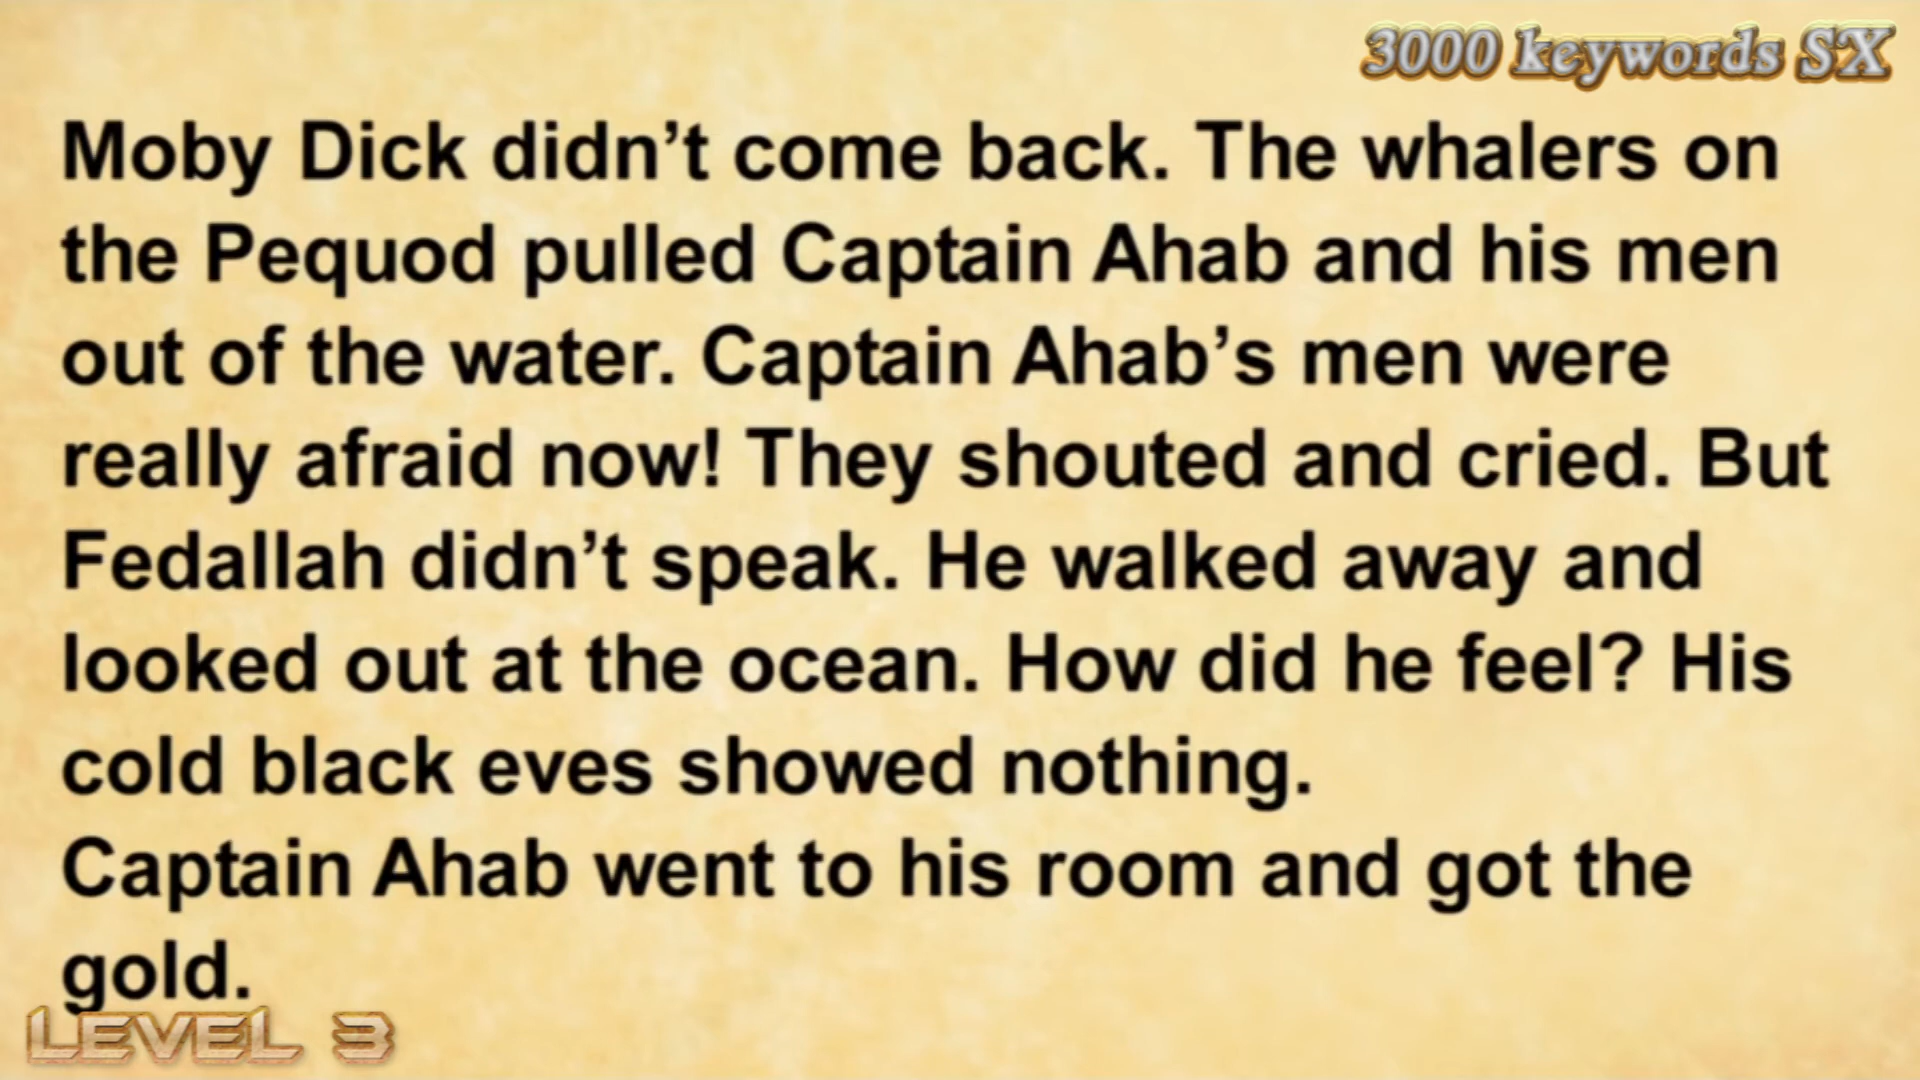 3000 keywords SX
Moby Dick didn’t come back. The whalers on
the Pequod pulled Captain Ahab and his men
out of the water. Captain Ahab’s men were
really afraid now! They shouted and cried. But
Fedallah didn’t speak. He walked away and
looked out at the ocean. How did he feel? His
cold black eves showed nothing.
Captain Ahab went to his room and got the
gold.
LEVEL 3